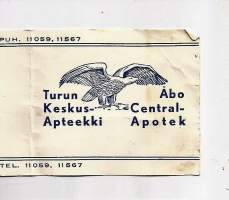 PUH. 11059, 11567
Turun Åbo
Keskus- Central-
Apteekki Apotek
TEL. 11059, 11567